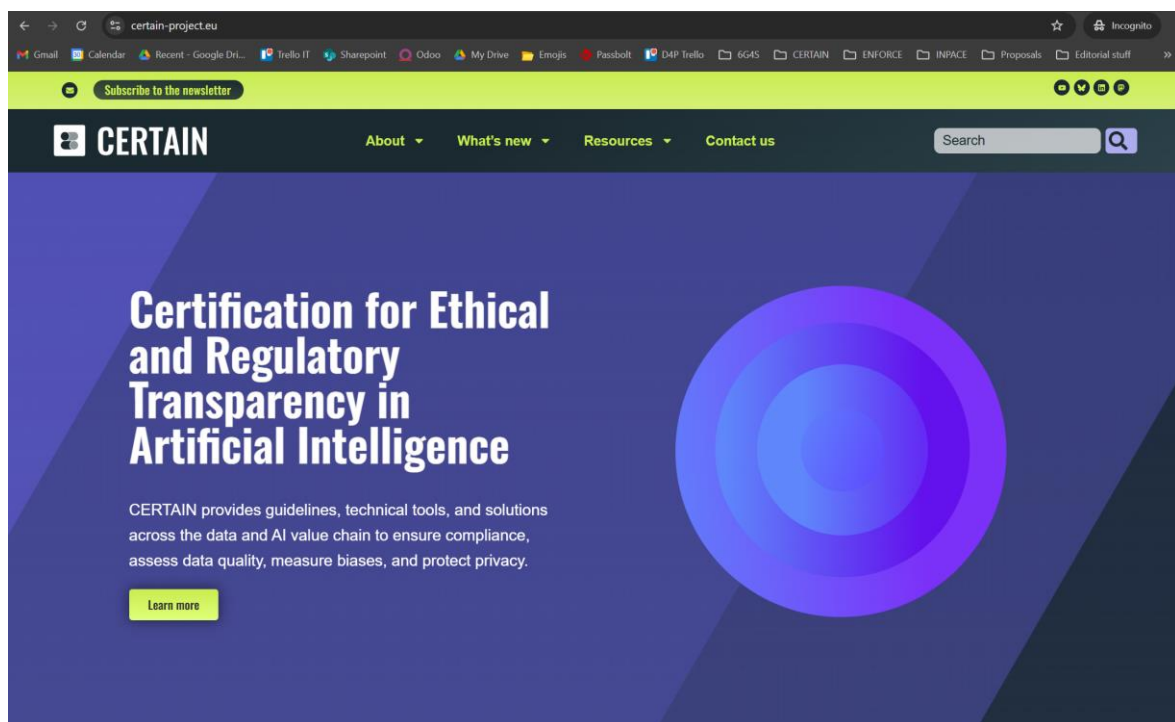 certain-project.eu
Incognito
Gmail Calendar Recent - Google Dri... Trello IT Sharepoint Odoo My Drive Emojis Passbolt D4P Trello 6G45 CERTAIN ENFORCE INPACE Proposals Editorial stuff »
Subscribe to the newsletter
CERTAIN About What's new Resources Contact us Search
Certification for Ethical
and Regulatory
Transparency in
Artificial Intelligence
CERTAIN provides guidelines, technical tools, and solutions
across the data and AI value chain to ensure compliance,
assess data quality, measure biases, and protect privacy.
Learn more